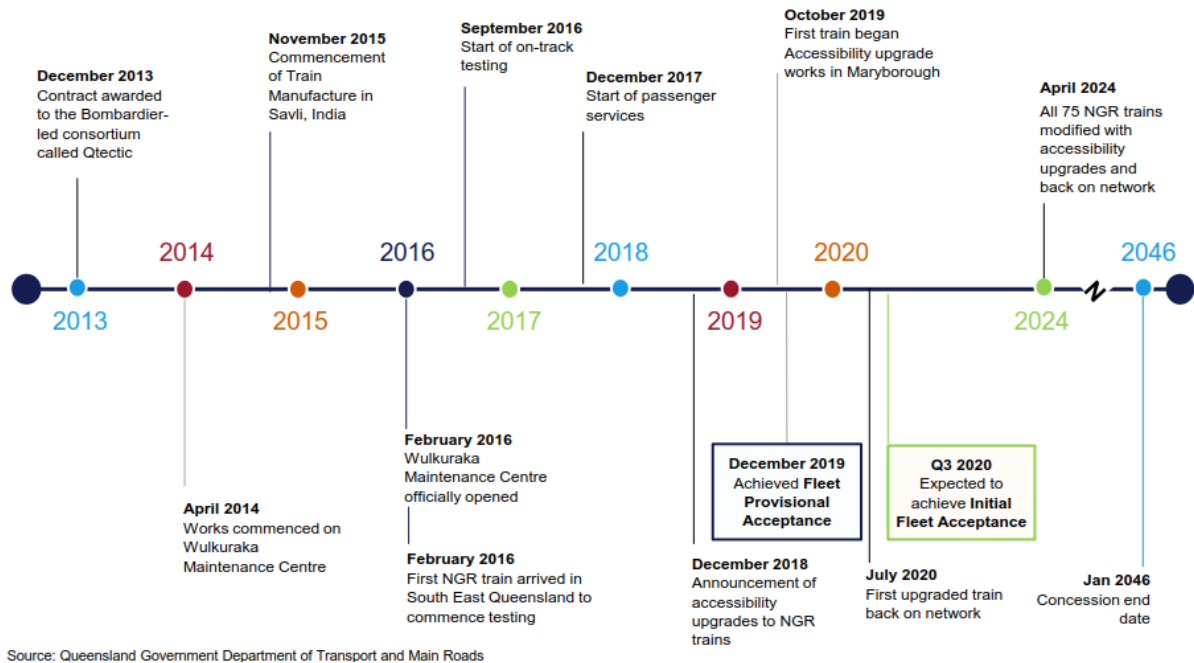 December 2013
Contract awarded
to the Bombardier-
led consortium
called Qtectic
November 2015
Commencement
of Train
Manufacture in
Savli, India
September 2016
Start of on-track
testing
December 2017
Start of passenger
services
October 2019
First train began
Accessibility upgrade
works in Maryborough
April 2024
All 75 NGR trains
modified with
accessibility
upgrades and
back on network
2013
2014
2015
2016
2017
2018
2019
2020
2024
2046
April 2014
Works commenced on
Wulkuraka
Maintenance Centre
February 2016
Wulkuraka
Maintenance Centre
officially opened
February 2016
First NGR train arrived in
South East Queensland to
commence testing
December 2018
Announcement of
accessibility
upgrades to NGR
trains
December 2019
Achieved Fleet
Provisional
Acceptance
July 2020
First upgraded train
back on network
Q3 2020
Expected to
achieve Initial
Fleet Acceptance
Jan 2046
Concession end
date
Source: Queensland Government Department of Transport and Main Roads